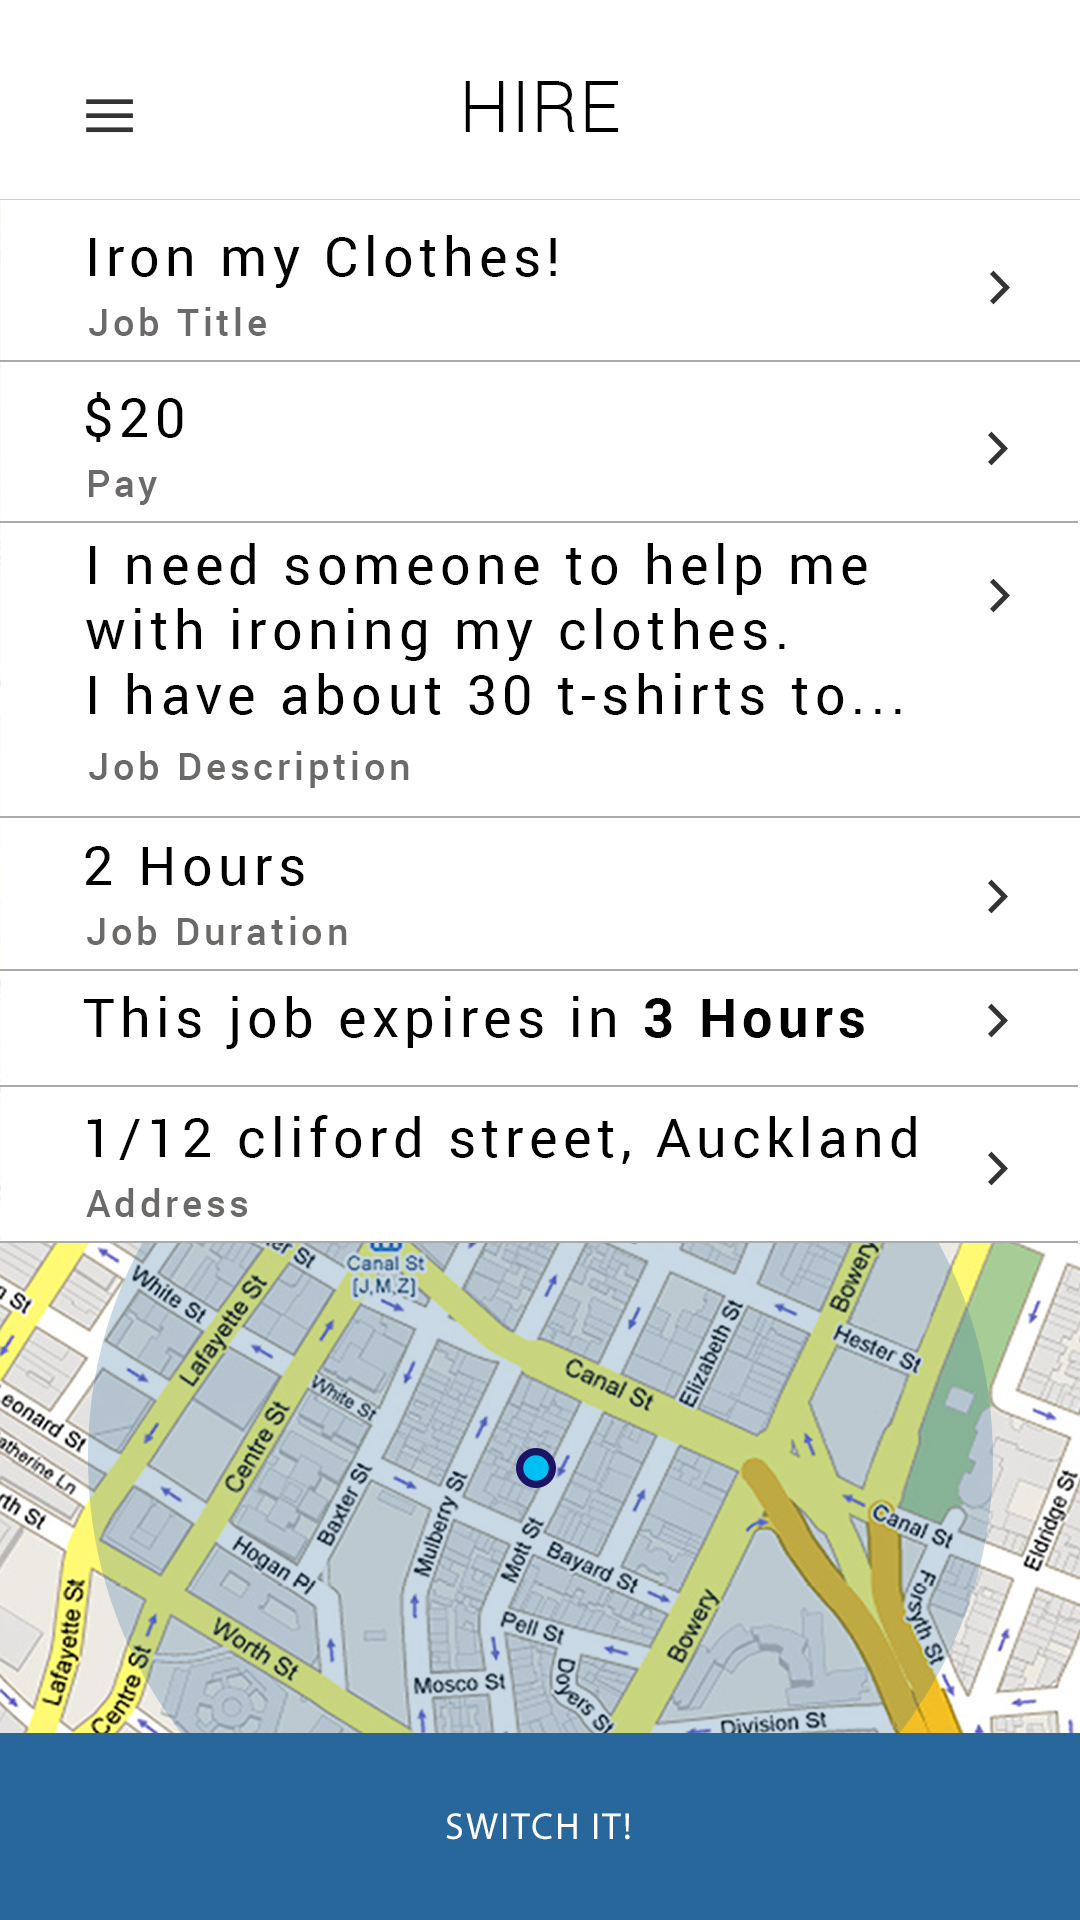 HIRE
Iron my Clothes!
Job Title
$20
Pay
I need someone to help me
with ironing my clothes.
I have about 30 t-shirts to...
Job Description
2 Hours
Job Duration
This job expires in 3 Hours
1/12 cliford street, Auckland
Address
Canal St
[J,M,Z]
White St
Lafayette St
Bowery
Elizabeth St
Hester St
Canal St
White St
Centre St
eonard St
atherine Ln
rth St
Baxter St
Mulberry St
Mott St
Canal St
Eldridge St
Hogan Pl
Bayard St
Forsyth St
Lafayette St
Worth St
Pell St
Bowery
Centre St
Mosco St
Doyers St
Division St
SWITCH IT!